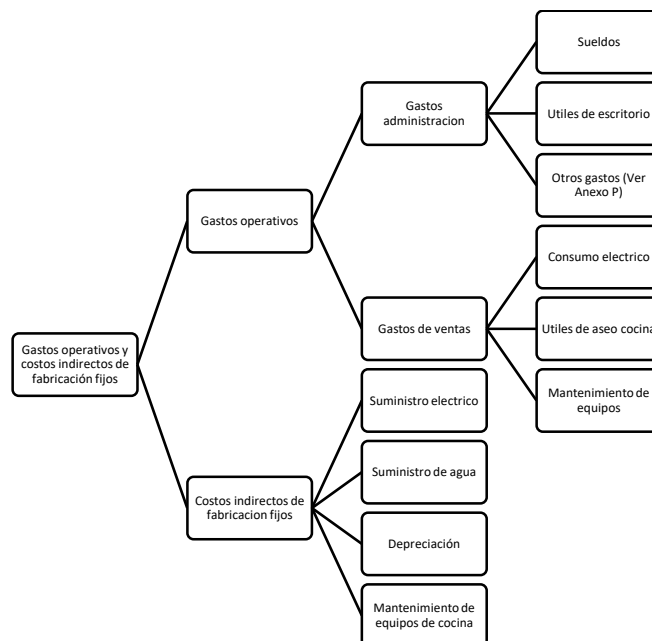 Gastos operativos y
costos indirectos de
fabricación fijos
Gastos operativos
Gastos
administracion
Sueldos
Utiles de escritorio
Otros gastos (Ver
Anexo P)
Gastos de ventas
Consumo electrico
Utiles de aseo cocina
Mantenimiento de
equipos
Costos indirectos de
fabricacion fijos
Suministro electrico
Suministro de agua
Depreciación
Mantenimiento de
equipos de cocina